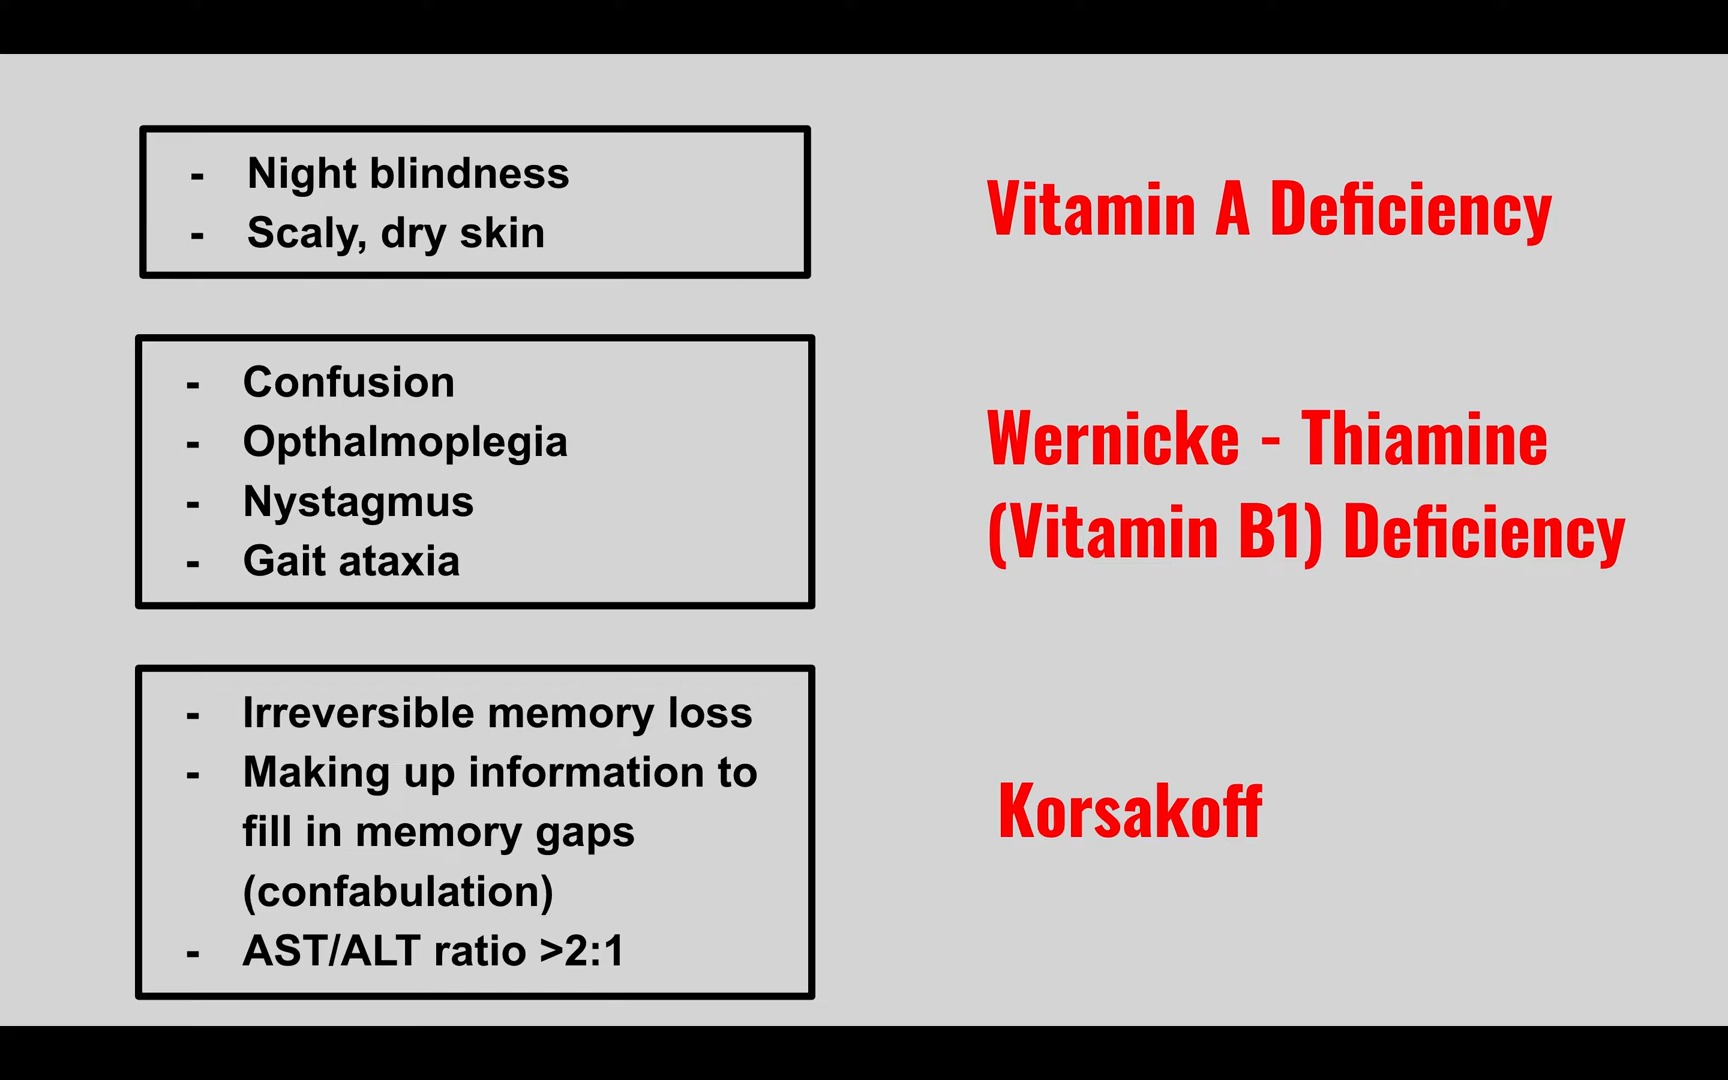 - Night blindness
- Scaly, dry skin
Vitamin A Deficiency
- Confusion
- Opthalmoplegia
- Nystagmus
- Gait ataxia
Wernicke - Thiamine
(Vitamin B1) Deficiency
- Irreversible memory loss
- Making up information to
fill in memory gaps
(confabulation)
- AST/ALT ratio >2:1
Korsakoff